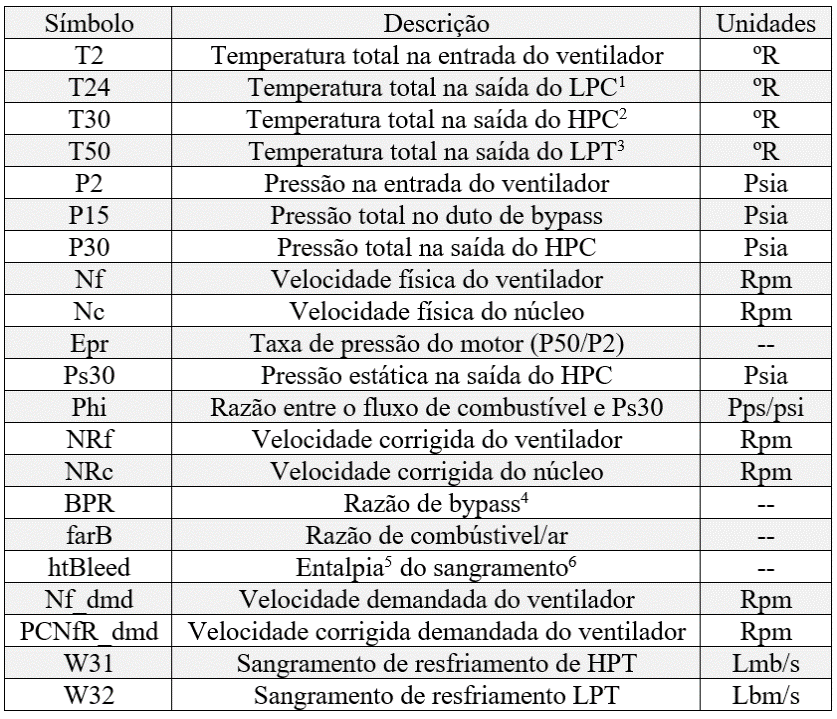 Símbolo Descrição Unidades
T2 Temperatura total na entrada do ventilador ºR
T24 Temperatura total na saída do LPC¹ ºR
T30 Temperatura total na saída do HPC² ºR
T50 Temperatura total na saída do LPT³ ºR
P2 Pressão na entrada do ventilador Psia
P15 Pressão total no duto de bypass Psia
P30 Pressão total na saída do HPC Psia
Nf Velocidade física do ventilador Rpm
Nc Velocidade física do núcleo Rpm
Epr Taxa de pressão do motor (P50/P2) --
Ps30 Pressão estática na saída do HPC Psia
Phi Razão entre o fluxo de combustível e Ps30 Pps/psi
NRf Velocidade corrigida do ventilador Rpm
NRc Velocidade corrigida do núcleo Rpm
BPR Razão de bypass⁴ --
farB Razão de combústivel/ar --
htBleed Entalpia⁵ do sangramento⁶ --
Nf_dmd Velocidade demandada do ventilador Rpm
PCNfR_dmd Velocidade corrigida demandada do ventilador Rpm
W31 Sangramento de resfriamento de HPT Lmb/s
W32 Sangramento de resfriamento LPT Lbm/s